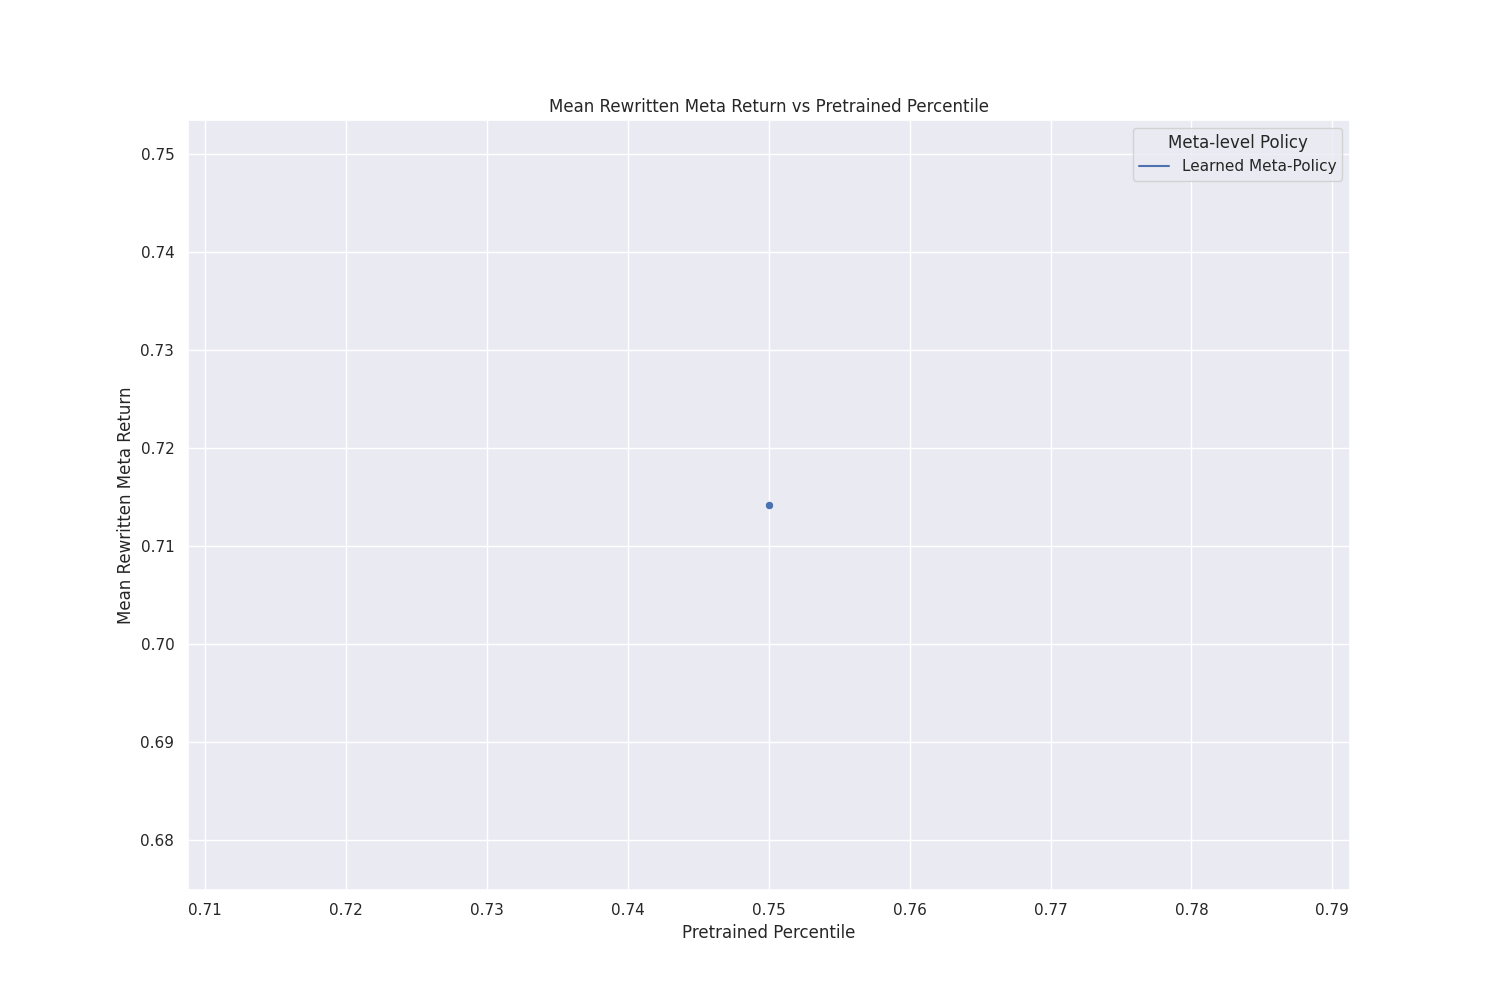 Mean Rewritten Meta Return vs Pretrained Percentile
Meta-level Policy
Learned Meta-Policy
Mean Rewritten Meta Return
0.75
0.74
0.73
0.72
0.71
0.70
0.69
0.68
0.71 0.72 0.73 0.74 0.75 0.76 0.77 0.78 0.79
Pretrained Percentile